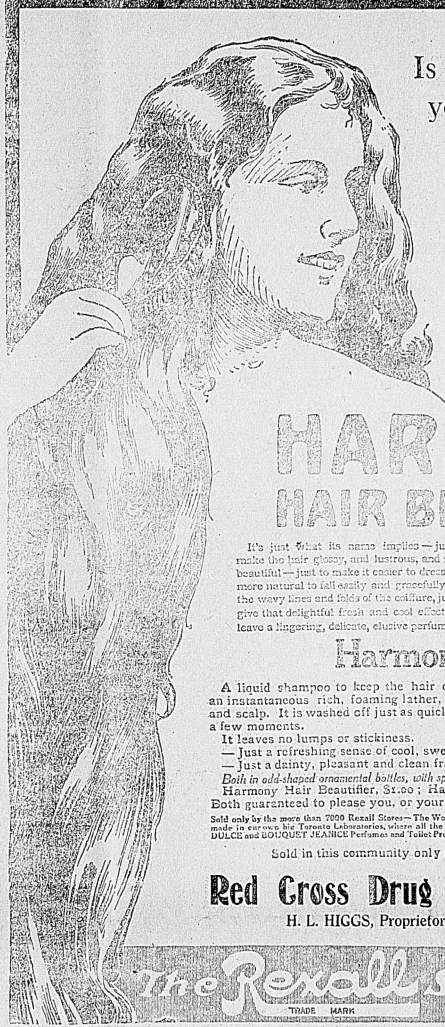 Is
yo
HAR
HAIR BE
It's just what its name implies—ju
make the hair glossy, and lustrous, and
beautiful—just to make it easier to dress
more natural to fall easily and gracefully
the wavy lines and folds of the coiffure, ju
give that delightful fresh and cool effect
leave a lingering, delicate, elusive perfum
Harmon
A liquid shampoo to keep the hair c
an instantaneous rich, foaming lather,
and scalp. It is washed off just as quicl
a few moments.
It leaves no lumps or stickiness.
— Just a refreshing sense of cool, swe
— Just a dainty, pleasant and clean fra
Both in odd-shaped ornamental bottles, with sp
Harmony Hair Beautifier, $1.00; Ha
Both guaranteed to please you, or your
Sold only by the more than 7000 Rexall Stores—The Wo
made in our own big Toronto Laboratories, where all the
DULCE and BOUQUET JEANICE Perfumes and Toilet Pre
Sold in this community only
Red Cross Drug
H. L. HIGGS, Proprietor
The Rexall S
TRADE MARK